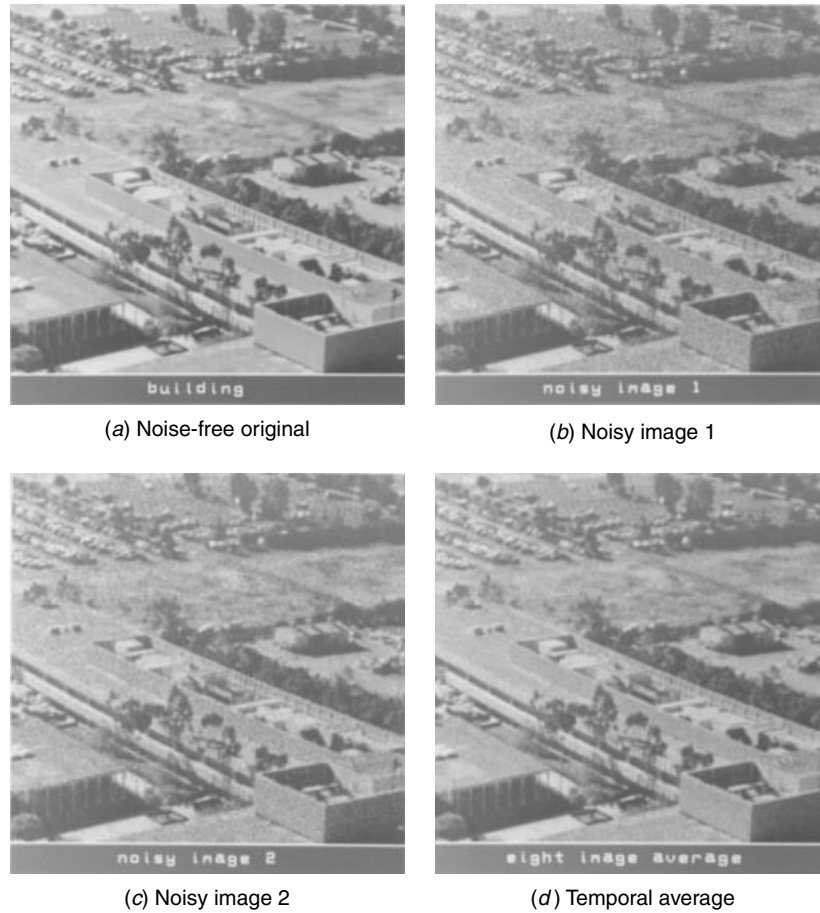 building
noisy image 1
(a) Noise-free original
(b) Noisy image 1
noisy image 2
eight image average
(c) Noisy image 2
(d) Temporal average